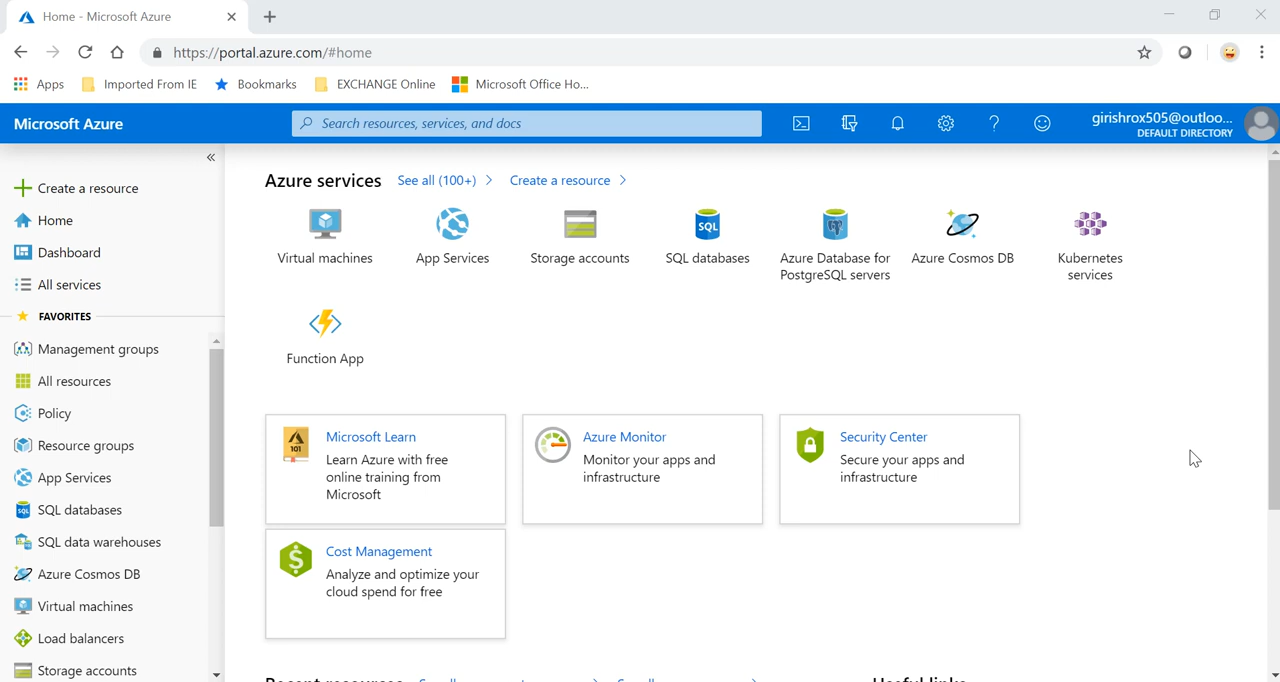 Home - Microsoft Azure
https://portal.azure.com/#home
Apps Imported From IE Bookmarks EXCHANGE Online Microsoft Office Ho...
Microsoft Azure
Search resources, services, and docs
girishrox505@outloo...
DEFAULT DIRECTORY
Create a resource
Home
Dashboard
All services
FAVORITES
Management groups
All resources
Policy
Resource groups
App Services
SQL databases
SQL data warehouses
Azure Cosmos DB
Virtual machines
Load balancers
Storage accounts
Azure services See all (100+) Create a resource
Virtual machines
App Services
Storage accounts
SQL
SQL databases
Azure Database for
PostgreSQL servers
Azure Cosmos DB
Kubernetes
services
Function App
101
Microsoft Learn
Learn Azure with free
online training from
Microsoft
Azure Monitor
Monitor your apps and
infrastructure
Security Center
Secure your apps and
infrastructure
Cost Management
Analyze and optimize your
cloud spend for free
Recent resources
Useful links